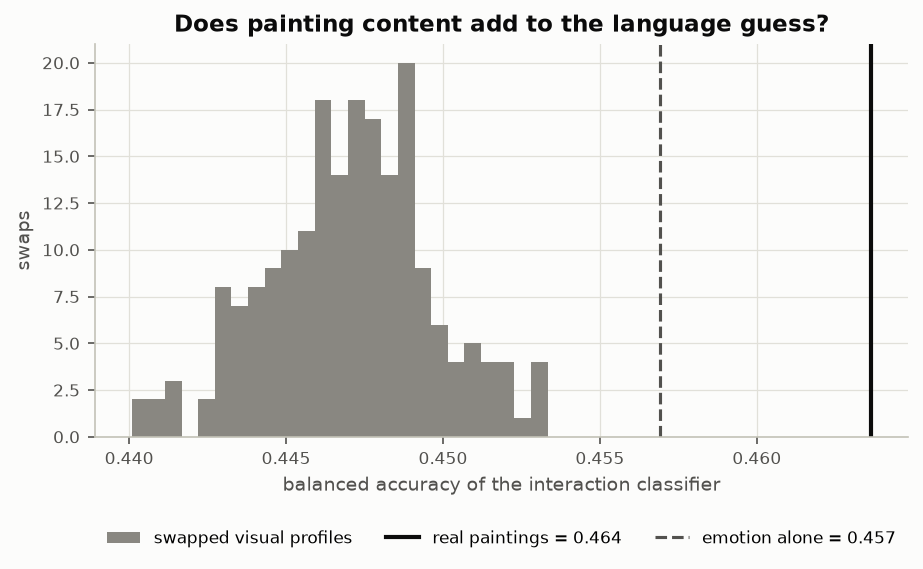 Does painting content add to the language guess?
20.0
17.5
15.0
12.5
10.0
7.5
5.0
2.5
0.0
swaps
0.440 0.445 0.450 0.455 0.460
balanced accuracy of the interaction classifier
swapped visual profiles real paintings = 0.464 emotion alone = 0.457